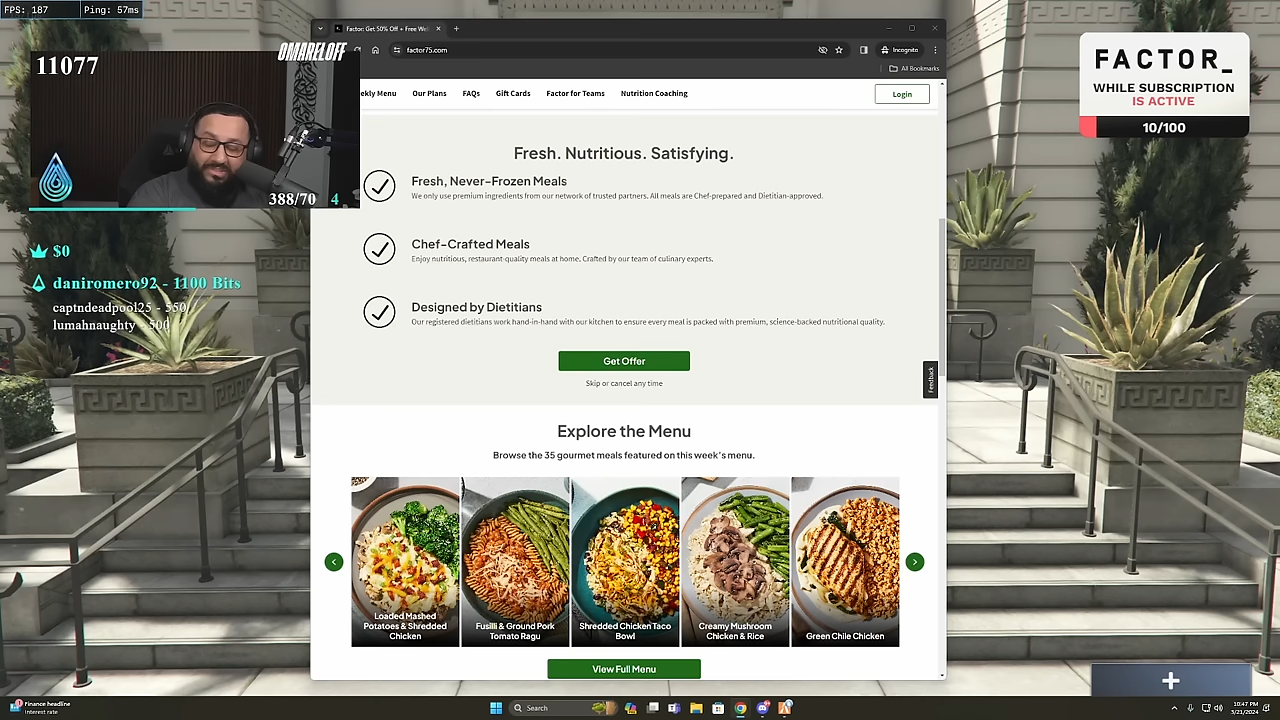 FPS: 187
Ping: 57ms
11077
OMARELOFF
388/70 4
$0
daniromero92 - 1100 Bits
captndeadpool25 - 550
lumahnaughty - 500
Factor: Get 50% Off + Free We
factor75.com
Incognito
All Bookmarks
ekly Menu
Our Plans
FAQs
Gift Cards
Factor for Teams
Nutrition Coaching
Login
Fresh. Nutritious. Satisfying.
Fresh, Never-Frozen Meals
We only use premium ingredients from our network of trusted partners. All meals are Chef-prepared and Dietitian-approved.
Chef-Crafted Meals
Enjoy nutritious, restaurant-quality meals at home. Crafted by our team of culinary experts.
Designed by Dietitians
Our registered dietitians work hand-in-hand with our kitchen to ensure every meal is packed with premium, science-backed nutritional quality.
Get Offer
Skip or cancel any time
Feedback
Explore the Menu
Browse the 35 gourmet meals featured on this week's menu.
Loaded Mashed
Potatoes & Shredded
Chicken
Fusilli & Ground Pork
Tomato Ragu
Shredded Chicken Taco
Bowl
Creamy Mushroom
Chicken & Rice
Green Chile Chicken
View Full Menu
FACTOR_
WHILE SUBSCRIPTION
IS ACTIVE
10/100
+
Finance headline
Interest rate
Search
10:47 PM
3/21/2024